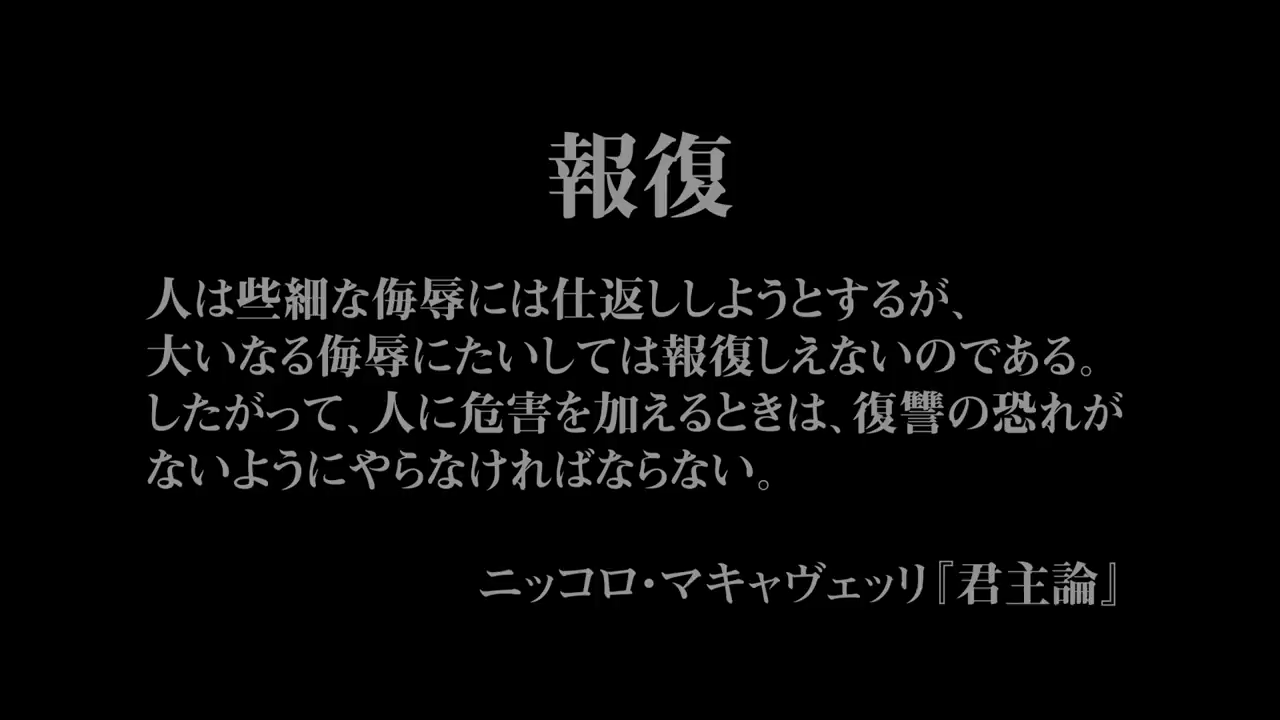 報復
人は些細な侮辱には仕返ししようとするが、
大いなる侮辱にたいしては報復しえないのである。
したがって、人に危害を加えるときは、復讐の恐れが
ないようにやらなければならない。
ニッコロ・マキャヴェッリ『君主論』